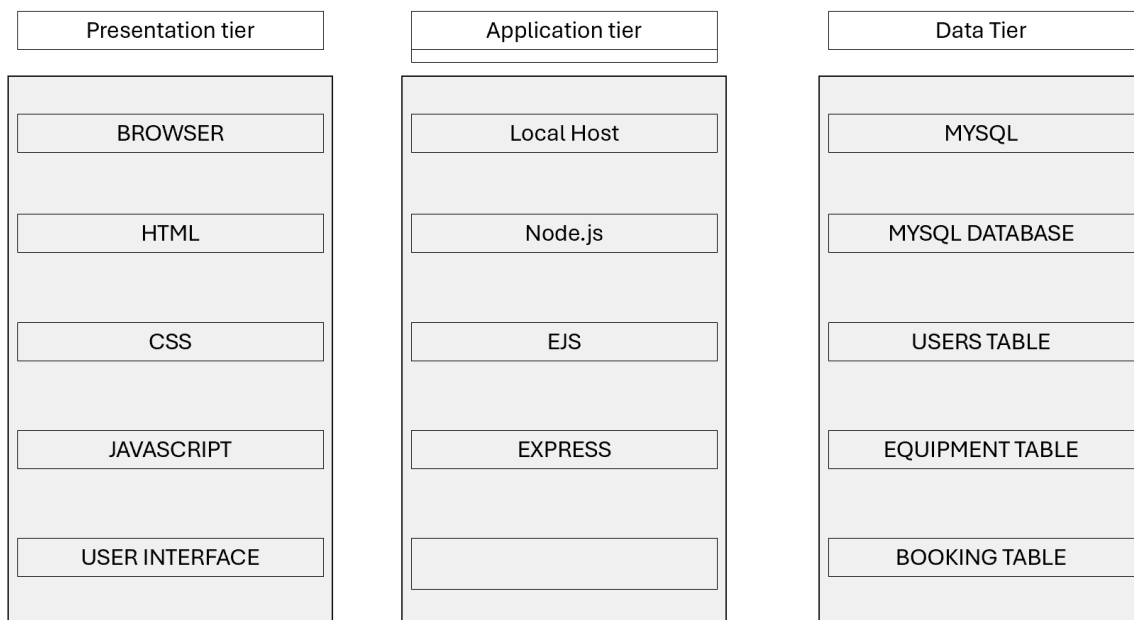 Presentation tier
Application tier
Data Tier
BROWSER
Local Host
MYSQL
HTML
Node.js
MYSQL DATABASE
CSS
EJS
USERS TABLE
JAVASCRIPT
EXPRESS
EQUIPMENT TABLE
USER INTERFACE
BOOKING TABLE